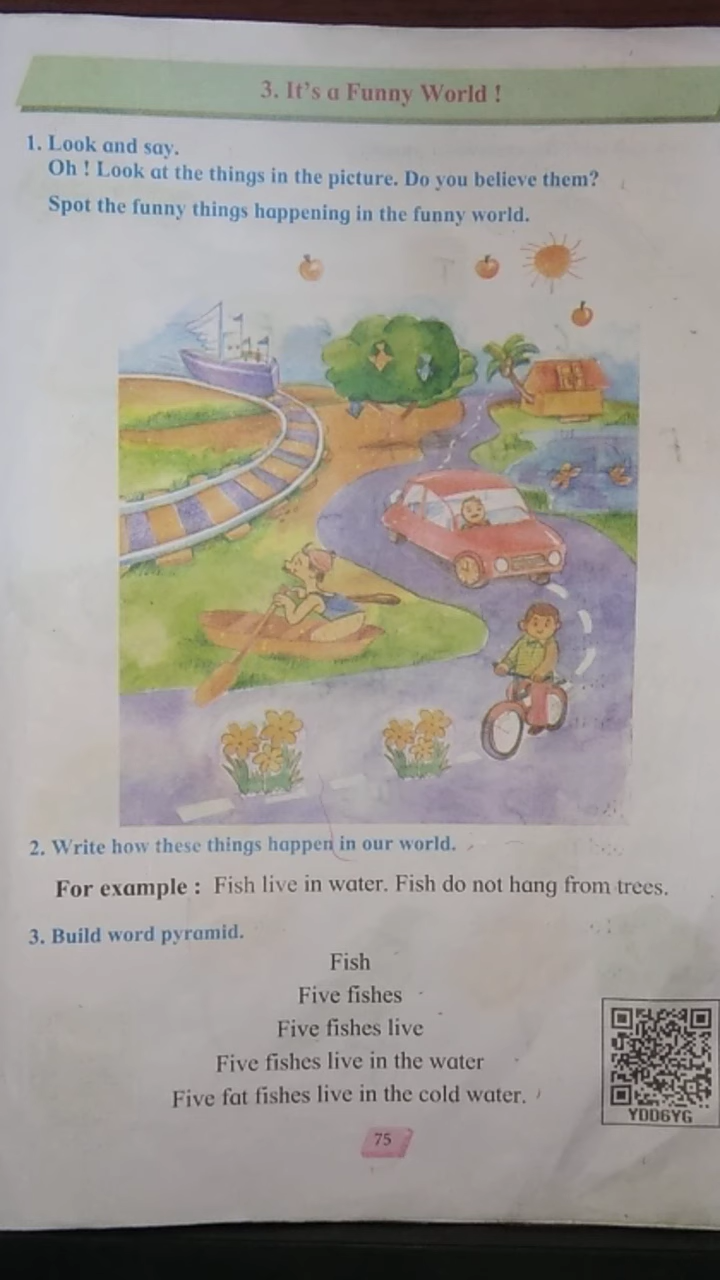 3. It's a Funny World !
1. Look and say.
Oh ! Look at the things in the picture. Do you believe them?
Spot the funny things happening in the funny world.
2. Write how these things happen in our world.
For example : Fish live in water. Fish do not hang from trees.
3. Build word pyramid.
Fish
Five fishes
Five fishes live
Five fishes live in the water
Five fat fishes live in the cold water.
YDD6YG
75